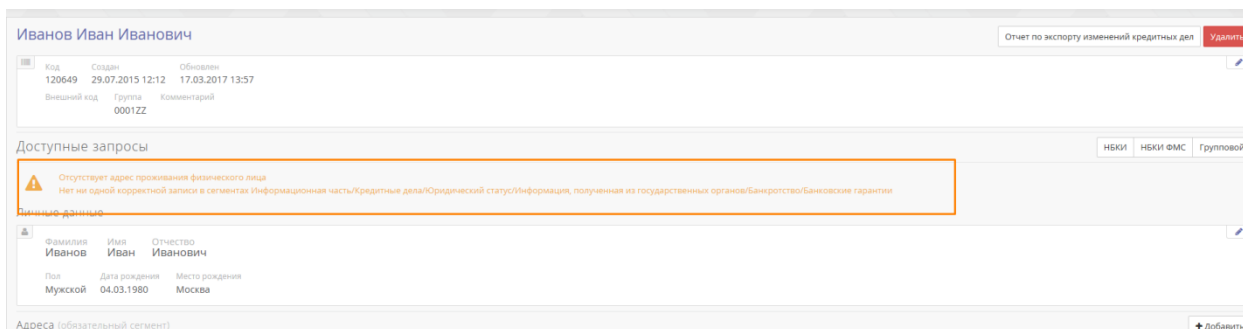 Иванов Иван Иванович
Отчет по экспорту изменений кредитных дел Удалить
Код Создан Обновлен
120649 29.07.2015 12:12 17.03.2017 13:57
Внешний код Группа Комментарий
0001ZZ
Доступные запросы
НБКИ НБКИ ФМС Групповой
Отсутствует адрес проживания физического лица
Нет ни одной корректной записи в сегментах Информационная часть/Кредитные дела/Юридический статус/Информация, полученная из государственных органов/Банкротство/Банковские гарантии
Личные данные
Фамилия Имя Отчество
Иванов Иван Иванович
Пол Дата рождения Место рождения
Мужской 04.03.1980 Москва
Адреса (обязательный сегмент)
Добавить